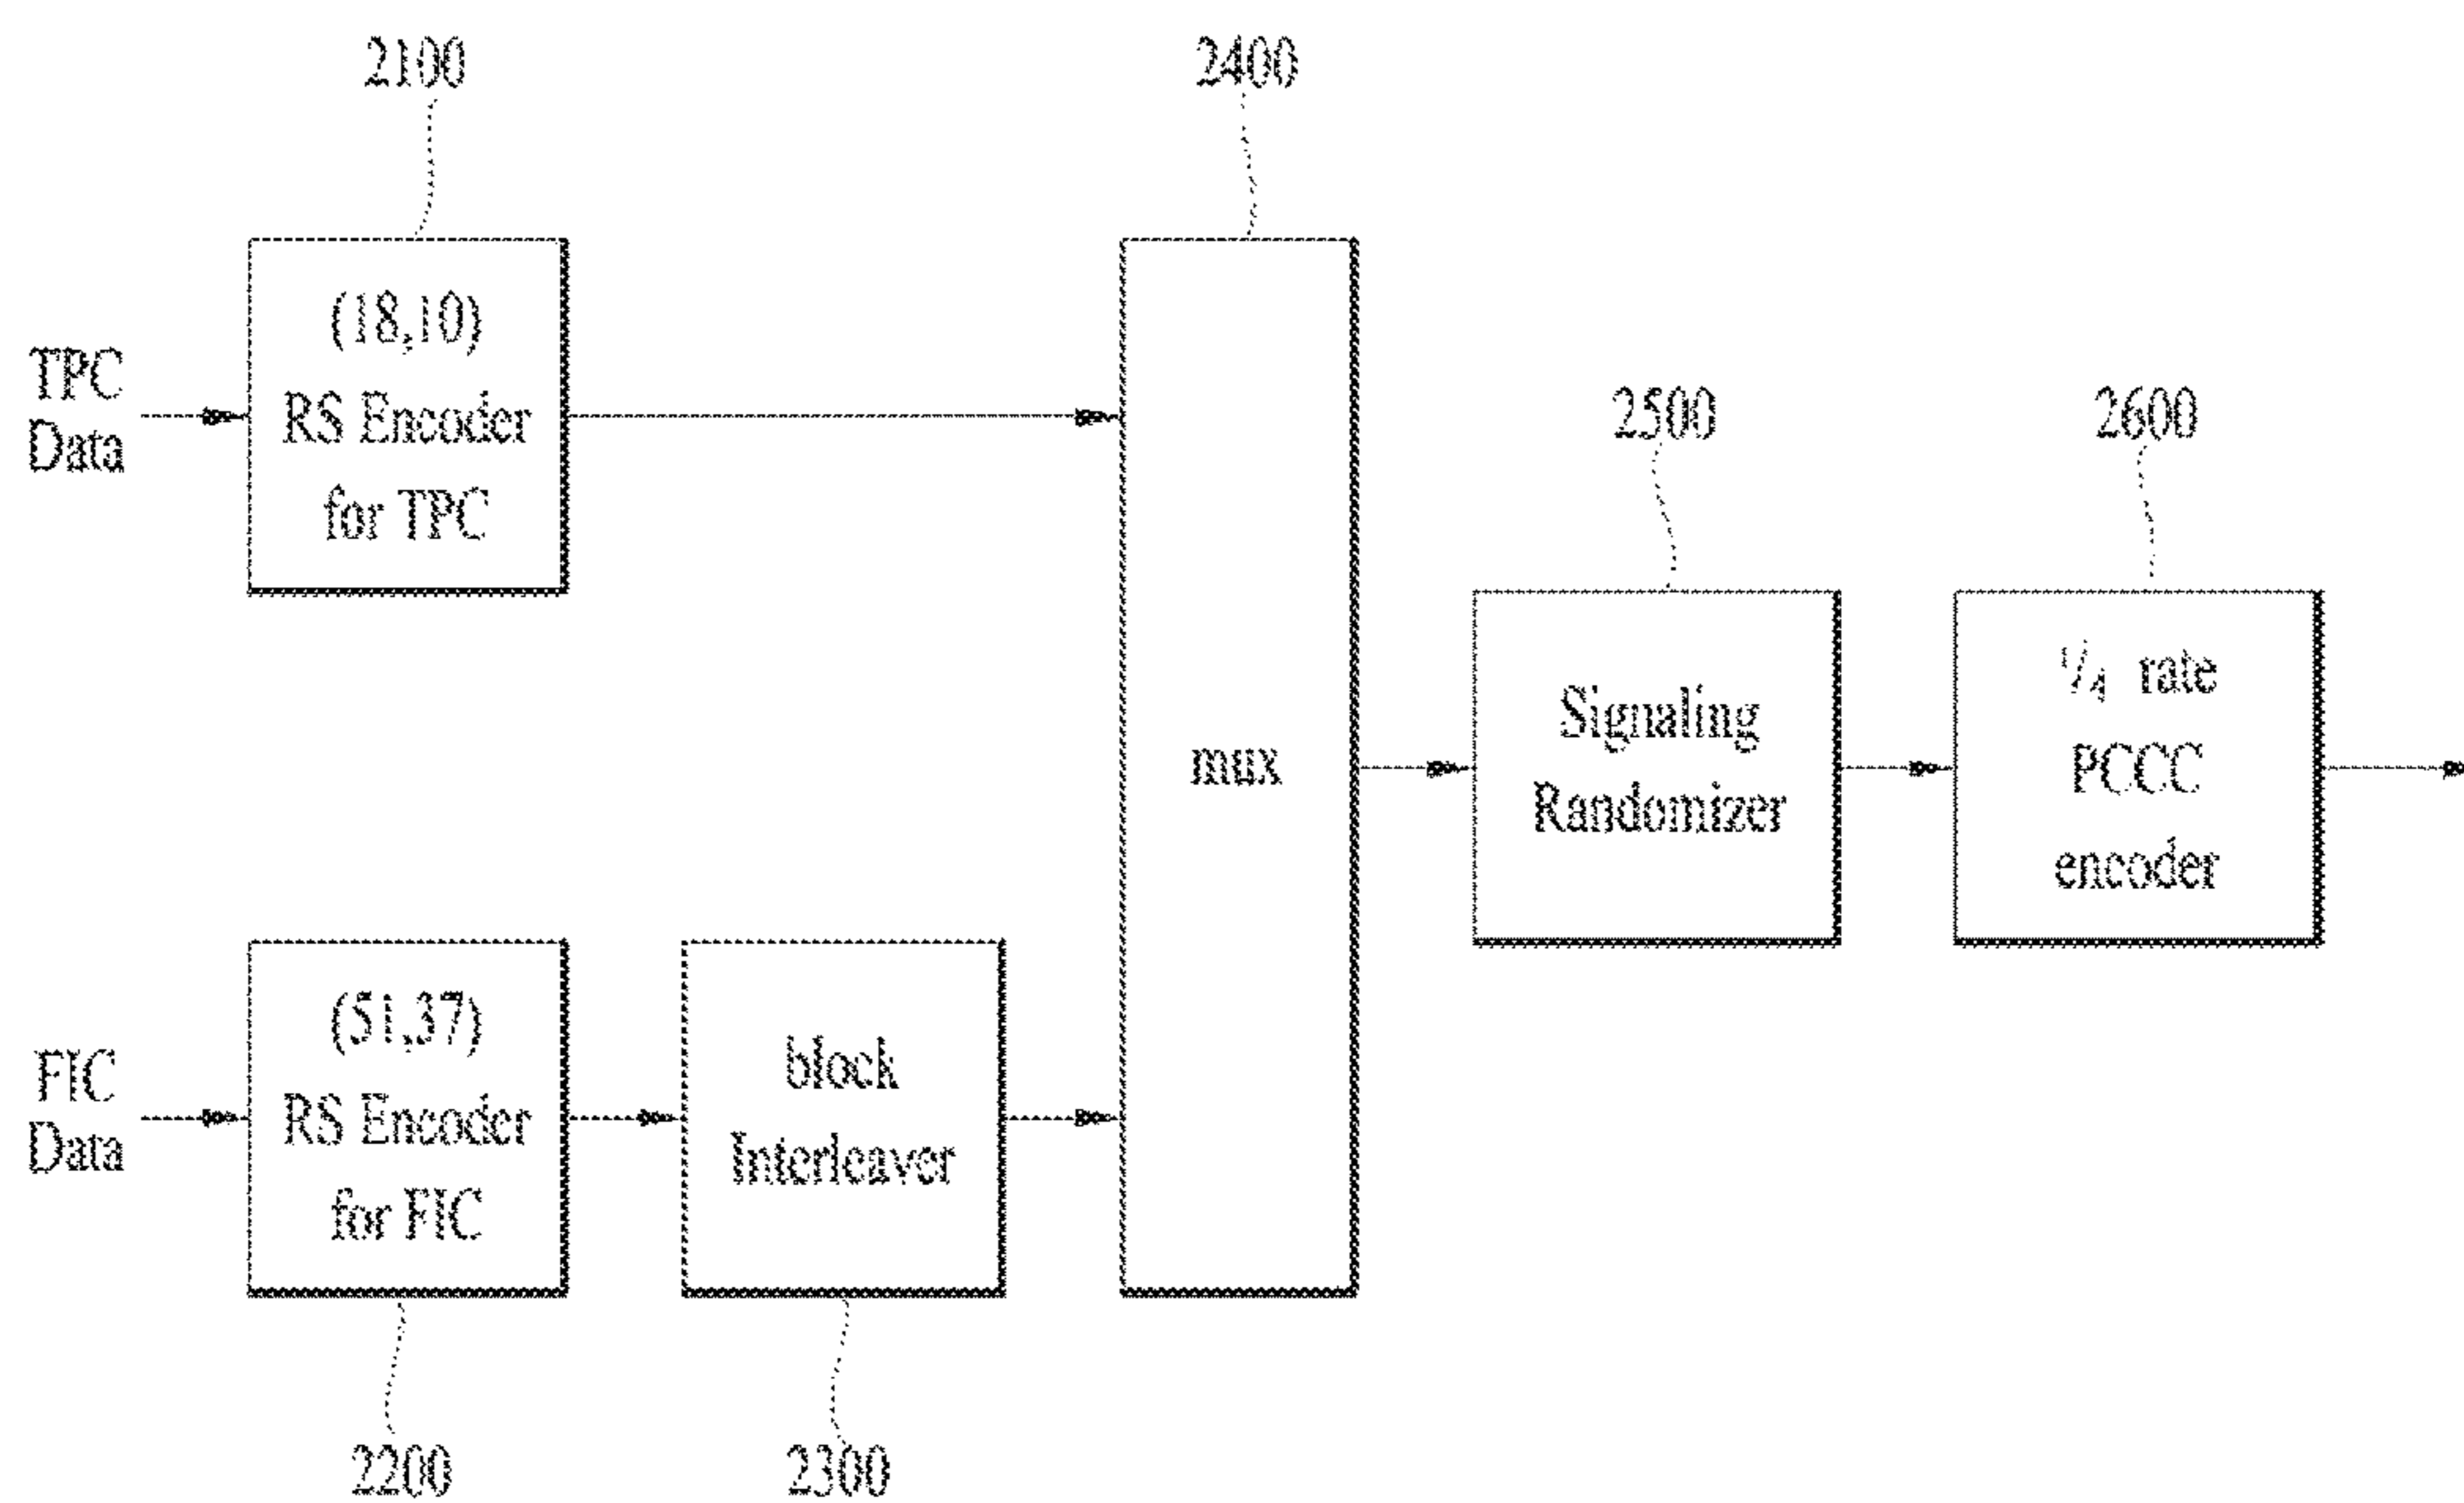 2100
2400
(18,10)
RS Encoder
for TPC
TPC
Data
2500
2600
mux
Signaling
Randomizer
1/4 rate
PCCC
encoder
FIC
Data
(51,37)
RS Encoder
for FIC
block
Interleaver
2200
2300